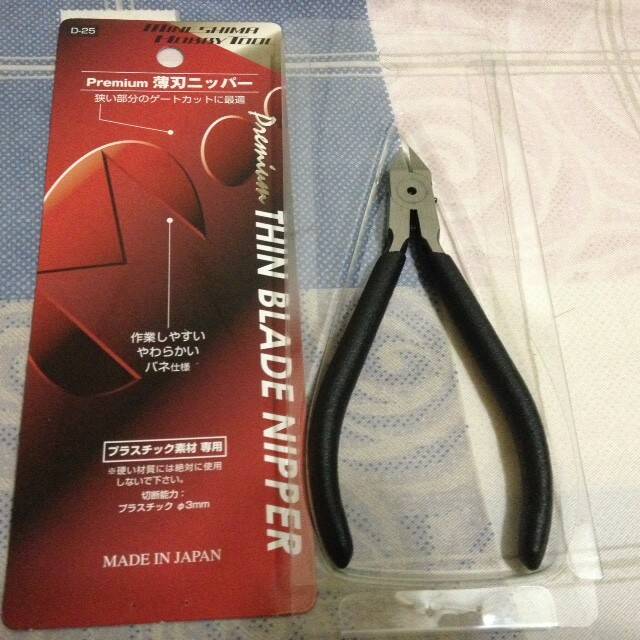 D-25
MINESHIMA
HOBBY TOOL
Premium 薄刃ニッパー
狭い部分のゲートカットに最適
Premium THIN BLADE NIPPER
作業しやすい
やわらかい
バネ仕様
プラスチック素材 専用
※硬い材質には絶対に使用
しないで下さい。
切断能力:
プラスチック φ3mm
MADE IN JAPAN